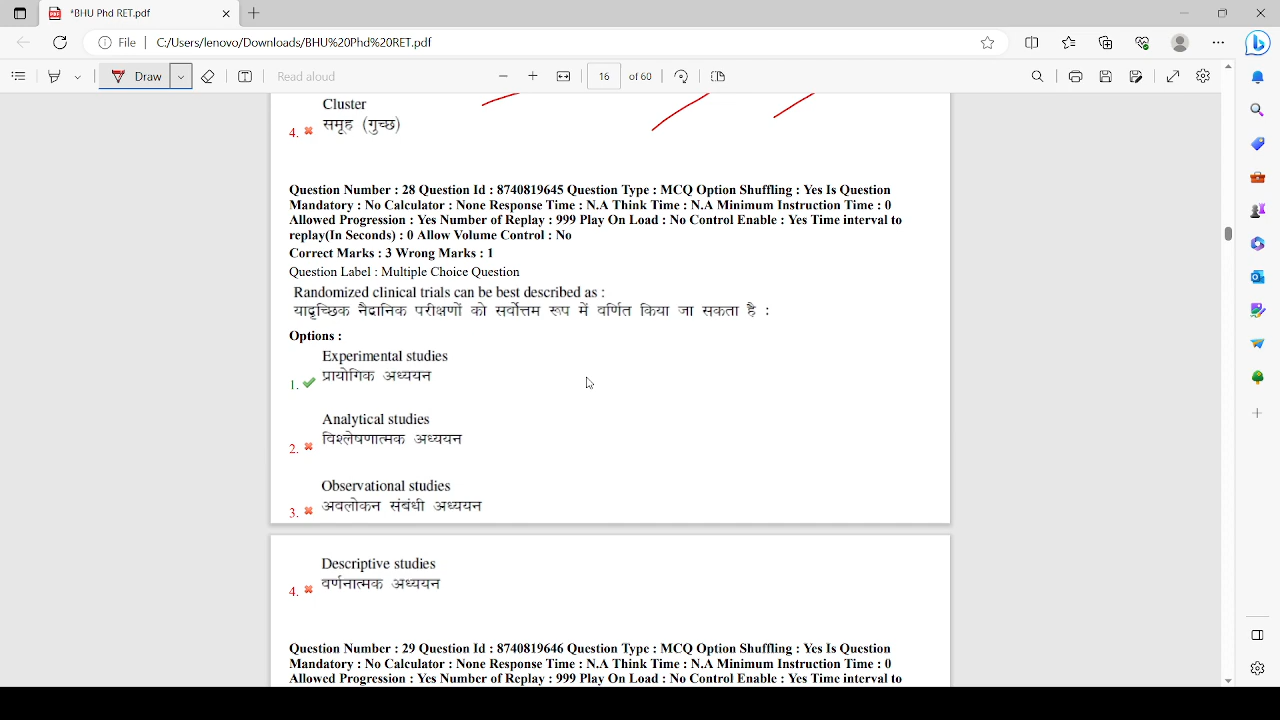 *BHU Phd RET.pdf
File
C:/Users/lenovo/Downloads/BHU%20Phd%20RET.pdf
Draw
Read aloud
16
of 60
Cluster
समूह (गुच्छ)
4.
Question Number : 28 Question Id : 8740819645 Question Type : MCQ Option Shuffling : Yes Is Question
Mandatory : No Calculator : None Response Time : N.A Think Time : N.A Minimum Instruction Time : 0
Allowed Progression : Yes Number of Replay : 999 Play On Load : No Control Enable : Yes Time interval to
replay(In Seconds) : 0 Allow Volume Control : No
Correct Marks : 3 Wrong Marks : 1
Question Label : Multiple Choice Question
Randomized clinical trials can be best described as :
यादृच्छिक नैदानिक परीक्षणों को सर्वोत्तम रूप में वर्णित किया जा सकता है :
Options :
Experimental studies
प्रायोगिक अध्ययन
1.
Analytical studies
विश्लेषणात्मक अध्ययन
2.
Observational studies
अवलोकन संबंधी अध्ययन
3.
Descriptive studies
वर्णनात्मक अध्ययन
4.
Question Number : 29 Question Id : 8740819646 Question Type : MCQ Option Shuffling : Yes Is Question
Mandatory : No Calculator : None Response Time : N.A Think Time : N.A Minimum Instruction Time : 0
Allowed Progression : Yes Number of Replay : 999 Play On Load : No Control Enable : Yes Time interval to